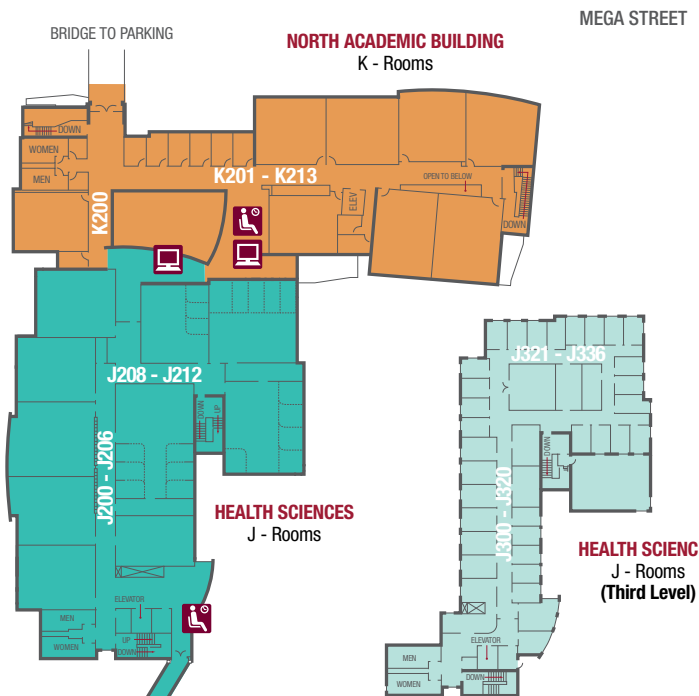 MEGA STREET
BRIDGE TO PARKING
NORTH ACADEMIC BUILDING
K - Rooms
DOWN
WOMEN
MEN
K200
K201 - K213
ELEV
OPEN TO BELOW
DOWN
J208 - J212
DOWN
UP
J200 - J206
HEALTH SCIENCES
J - Rooms
ELEVATOR
MEN
WOMEN
UP
DOWN
J321 - J336
DOWN
J300 - J320
HEALTH SCIENC
J - Rooms
(Third Level)
ELEVATOR
MEN
WOMEN
DOWN